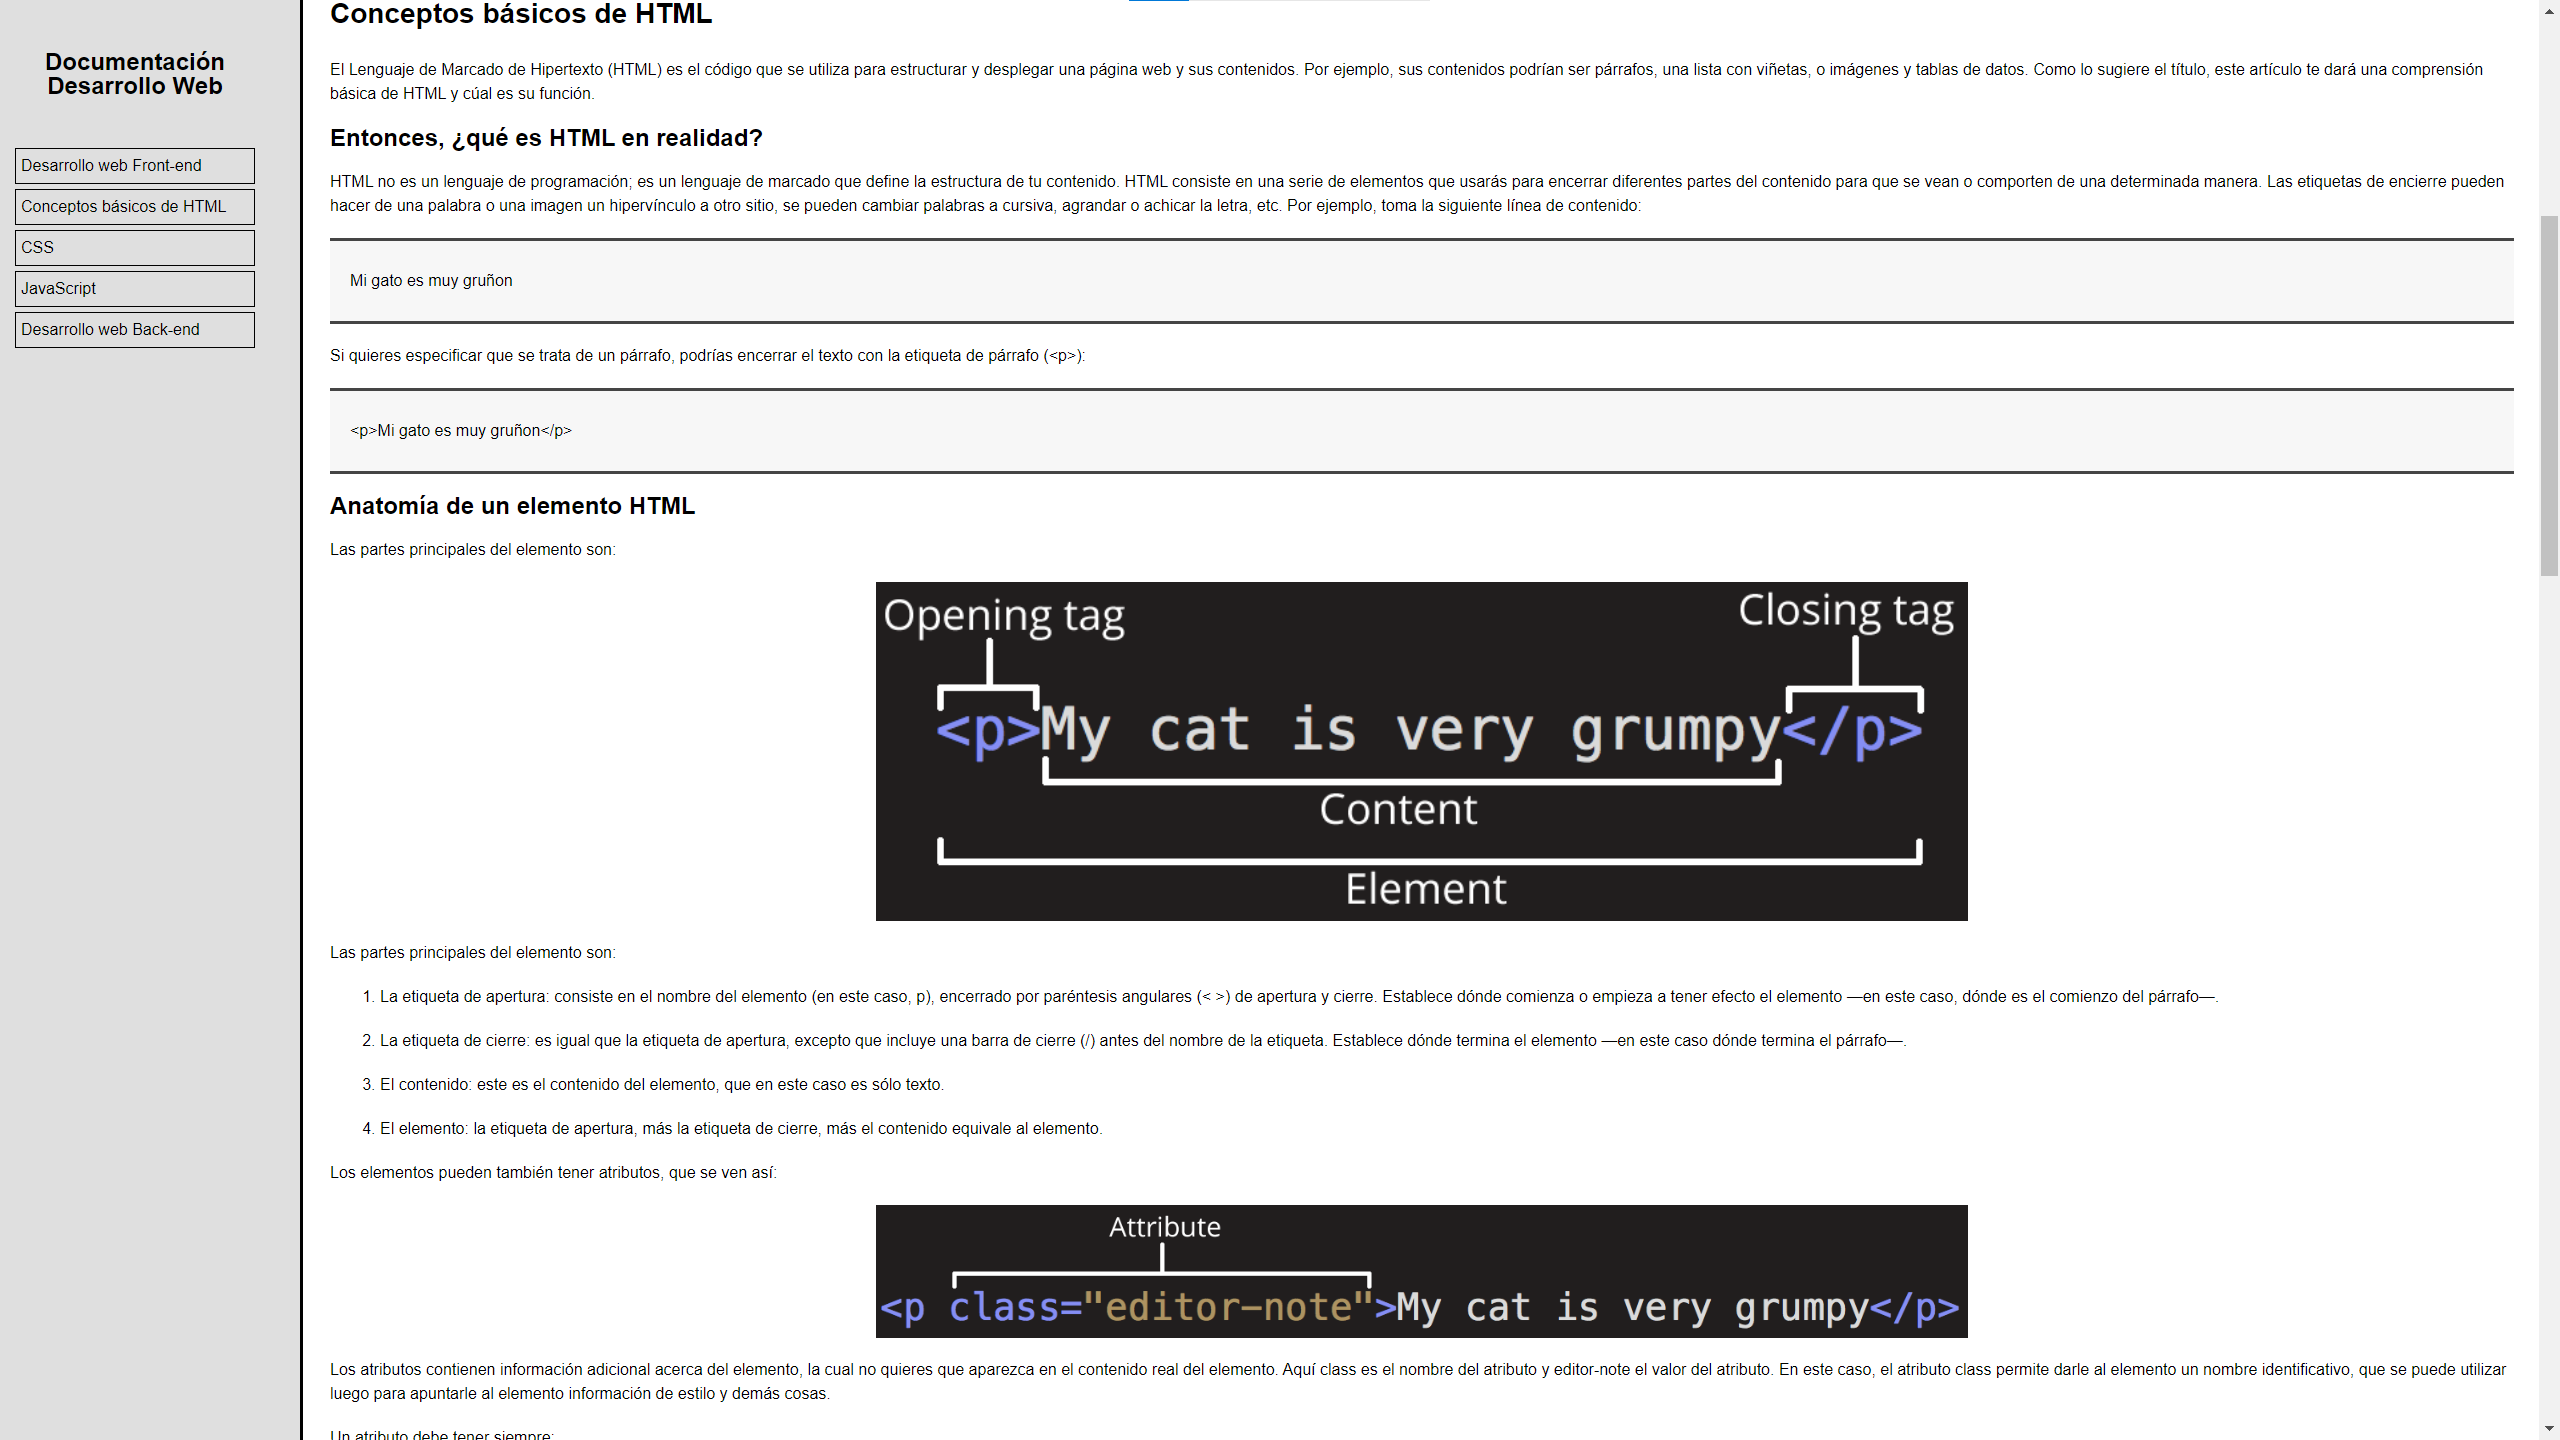 Documentación
Desarrollo Web
Desarrollo web Front-end
Conceptos básicos de HTML
CSS
JavaScript
Desarrollo web Back-end
Conceptos básicos de HTML
El Lenguaje de Marcado de Hipertexto (HTML) es el código que se utiliza para estructurar y desplegar una página web y sus contenidos. Por ejemplo, sus contenidos podrían ser párrafos, una lista con viñetas, o imágenes y tablas de datos. Como lo sugiere el título, este artículo te dará una comprensión
básica de HTML y cúal es su función.
Entonces, ¿qué es HTML en realidad?
HTML no es un lenguaje de programación; es un lenguaje de marcado que define la estructura de tu contenido. HTML consiste en una serie de elementos que usarás para encerrar diferentes partes del contenido para que se vean o comporten de una determinada manera. Las etiquetas de encierre pueden
hacer de una palabra o una imagen un hipervínculo a otro sitio, se pueden cambiar palabras a cursiva, agrandar o achicar la letra, etc. Por ejemplo, toma la siguiente línea de contenido:
Mi gato es muy gruñon
Si quieres especificar que se trata de un párrafo, podrías encerrar el texto con la etiqueta de párrafo (<p>):
<p>Mi gato es muy gruñon</p>
Anatomía de un elemento HTML
Las partes principales del elemento son:
Opening tag
Closing tag
<p>My cat is very grumpy</p>
Content
Element
Las partes principales del elemento son:
1. La etiqueta de apertura: consiste en el nombre del elemento (en este caso, p), encerrado por paréntesis angulares (< >) de apertura y cierre. Establece dónde comienza o empieza a tener efecto el elemento —en este caso, dónde es el comienzo del párrafo—.
2. La etiqueta de cierre: es igual que la etiqueta de apertura, excepto que incluye una barra de cierre (/) antes del nombre de la etiqueta. Establece dónde termina el elemento —en este caso dónde termina el párrafo—.
3. El contenido: este es el contenido del elemento, que en este caso es sólo texto.
4. El elemento: la etiqueta de apertura, más la etiqueta de cierre, más el contenido equivale al elemento.
Los elementos pueden también tener atributos, que se ven así:
Attribute
<p class="editor-note">My cat is very grumpy</p>
Los atributos contienen información adicional acerca del elemento, la cual no quieres que aparezca en el contenido real del elemento. Aquí class es el nombre del atributo y editor-note el valor del atributo. En este caso, el atributo class permite darle al elemento un nombre identificativo, que se puede utilizar
luego para apuntarle al elemento información de estilo y demás cosas.
Un atributo debe tener siempre: